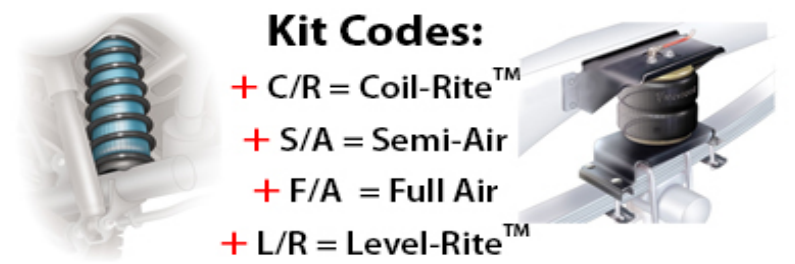 Kit Codes:
+ C/R = Coil-Rite™
+ S/A = Semi-Air
+ F/A = Full Air
+ L/R = Level-Rite™